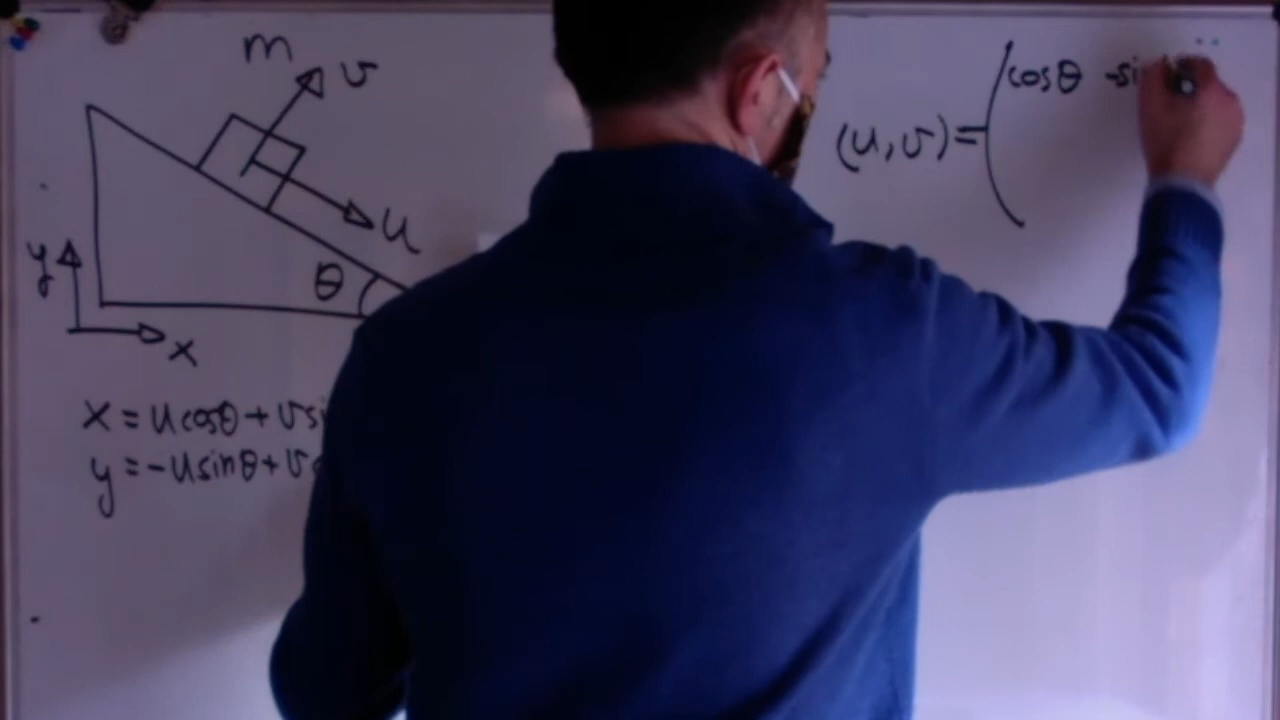 m
v
u
θ
y
x
x = u cosθ + v si
y = -u sinθ + v
(u, v) =
cosθ -si